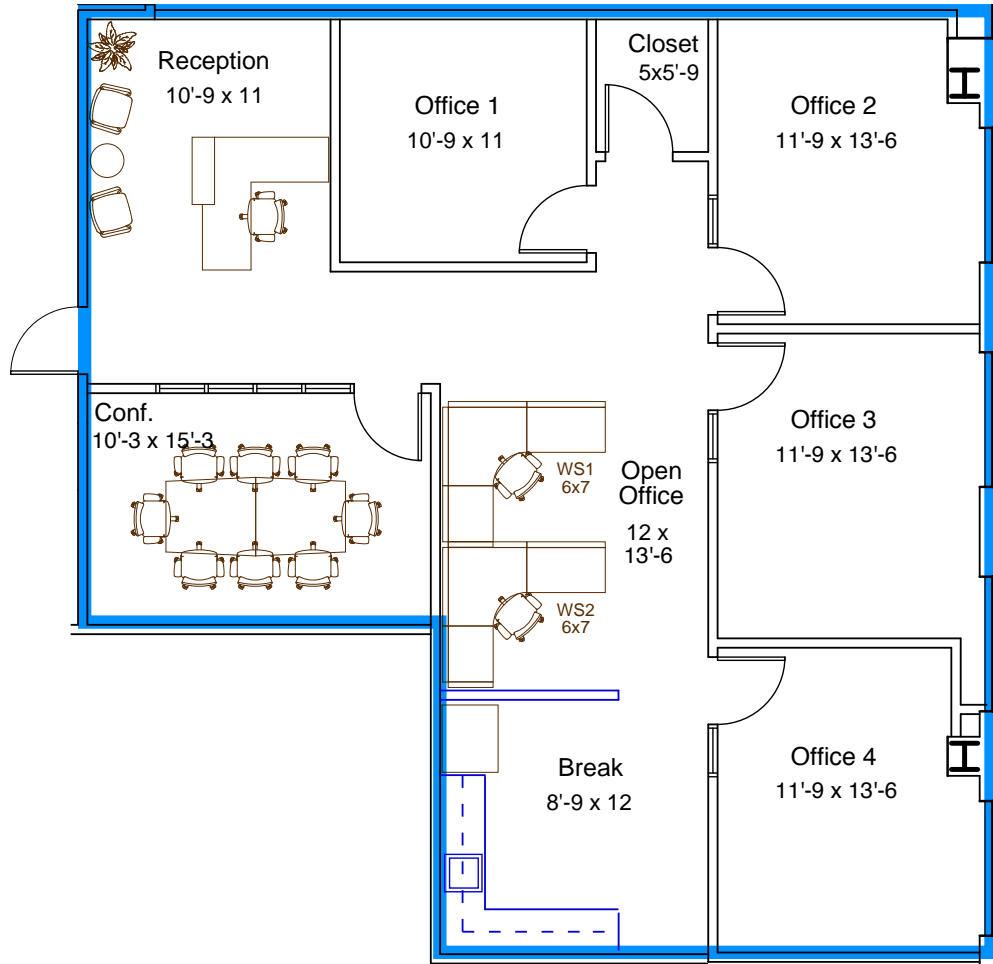 Reception
10'-9 x 11
Office 1
10'-9 x 11
Closet
5x5'-9
Office 2
11'-9 x 13'-6
Conf.
10'-3 x 15'-3
WS1
6x7
Open
Office
12 x
13'-6
Office 3
11'-9 x 13'-6
WS2
6x7
Break
8'-9 x 12
Office 4
11'-9 x 13'-6